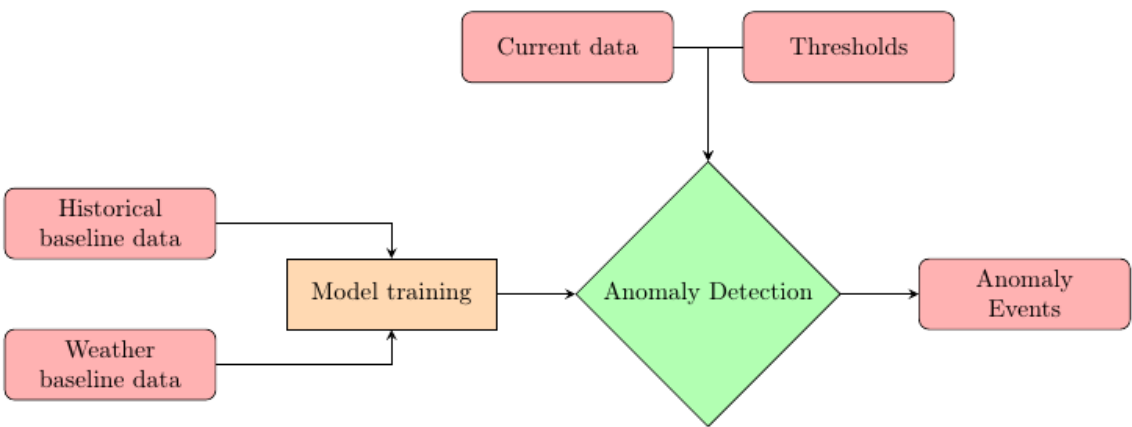 Current data
Thresholds
Historical
baseline data
Model training
Anomaly Detection
Anomaly
Events
Weather
baseline data